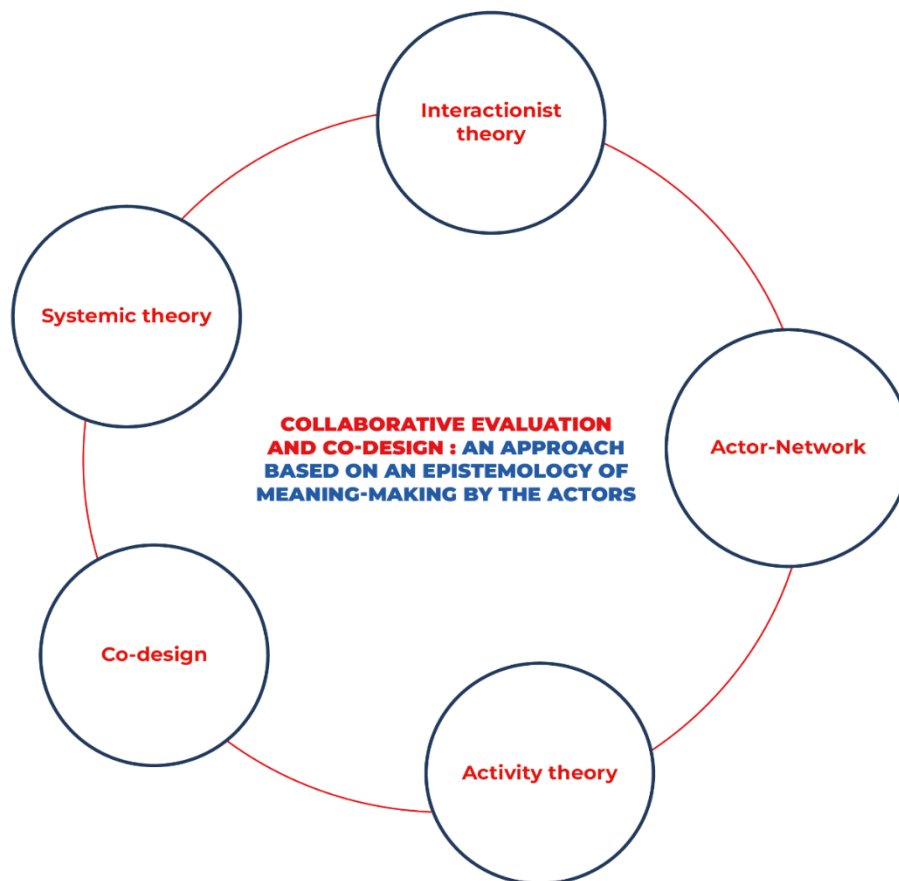 Interactionist
theory
Systemic theory
COLLABORATIVE EVALUATION
AND CO-DESIGN : AN APPROACH
BASED ON AN EPISTEMOLOGY OF
MEANING-MAKING BY THE ACTORS
Actor-Network
Co-design
Activity theory